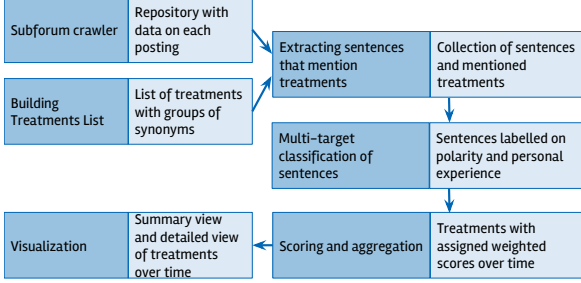 Subforum crawler
Repository with
data on each
posting
Building
Treatments List
List of treatments
with groups of
synonyms
Extracting sentences
that mention
treatments
Collection of sentences
and mentioned
treatments
Multi-target
classification of
sentences
Sentences labelled on
polarity and personal
experience
Scoring and aggregation
Treatments with
assigned weighted
scores over time
Visualization
Summary view
and detailed view
of treatments
over time